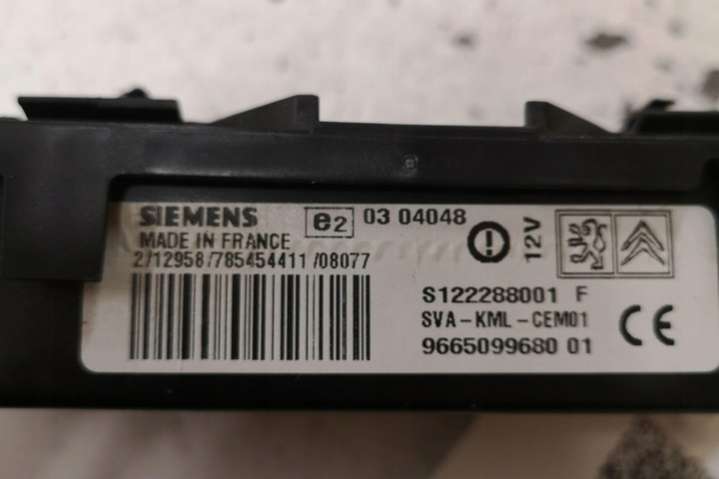 SIEMENS
e2 03 04048
MADE IN FRANCE
12V
2/12958/785454411/08077
S122288001 F
SVA-KML-CEM01
9665099680 01
CE